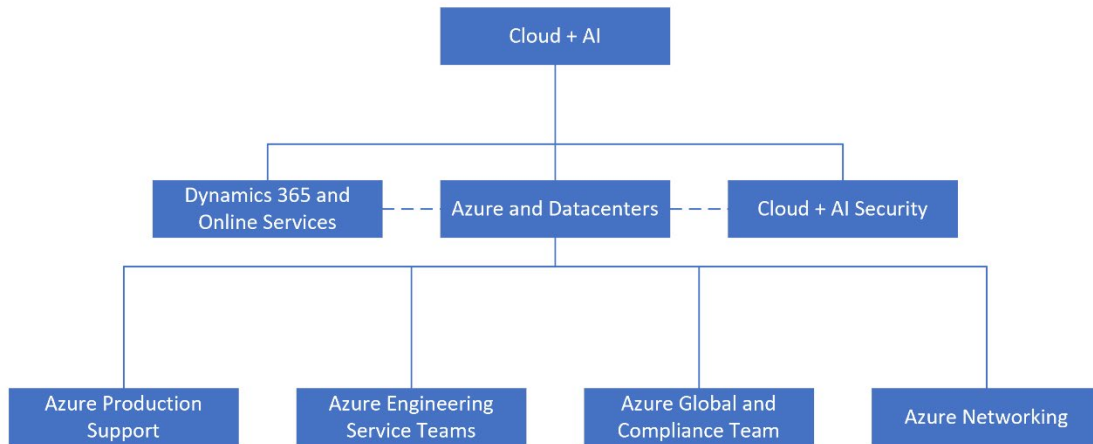 Cloud + AI
Dynamics 365 and
Online Services
Azure and Datacenters
Cloud + AI Security
Azure Production
Support
Azure Engineering
Service Teams
Azure Global and
Compliance Team
Azure Networking